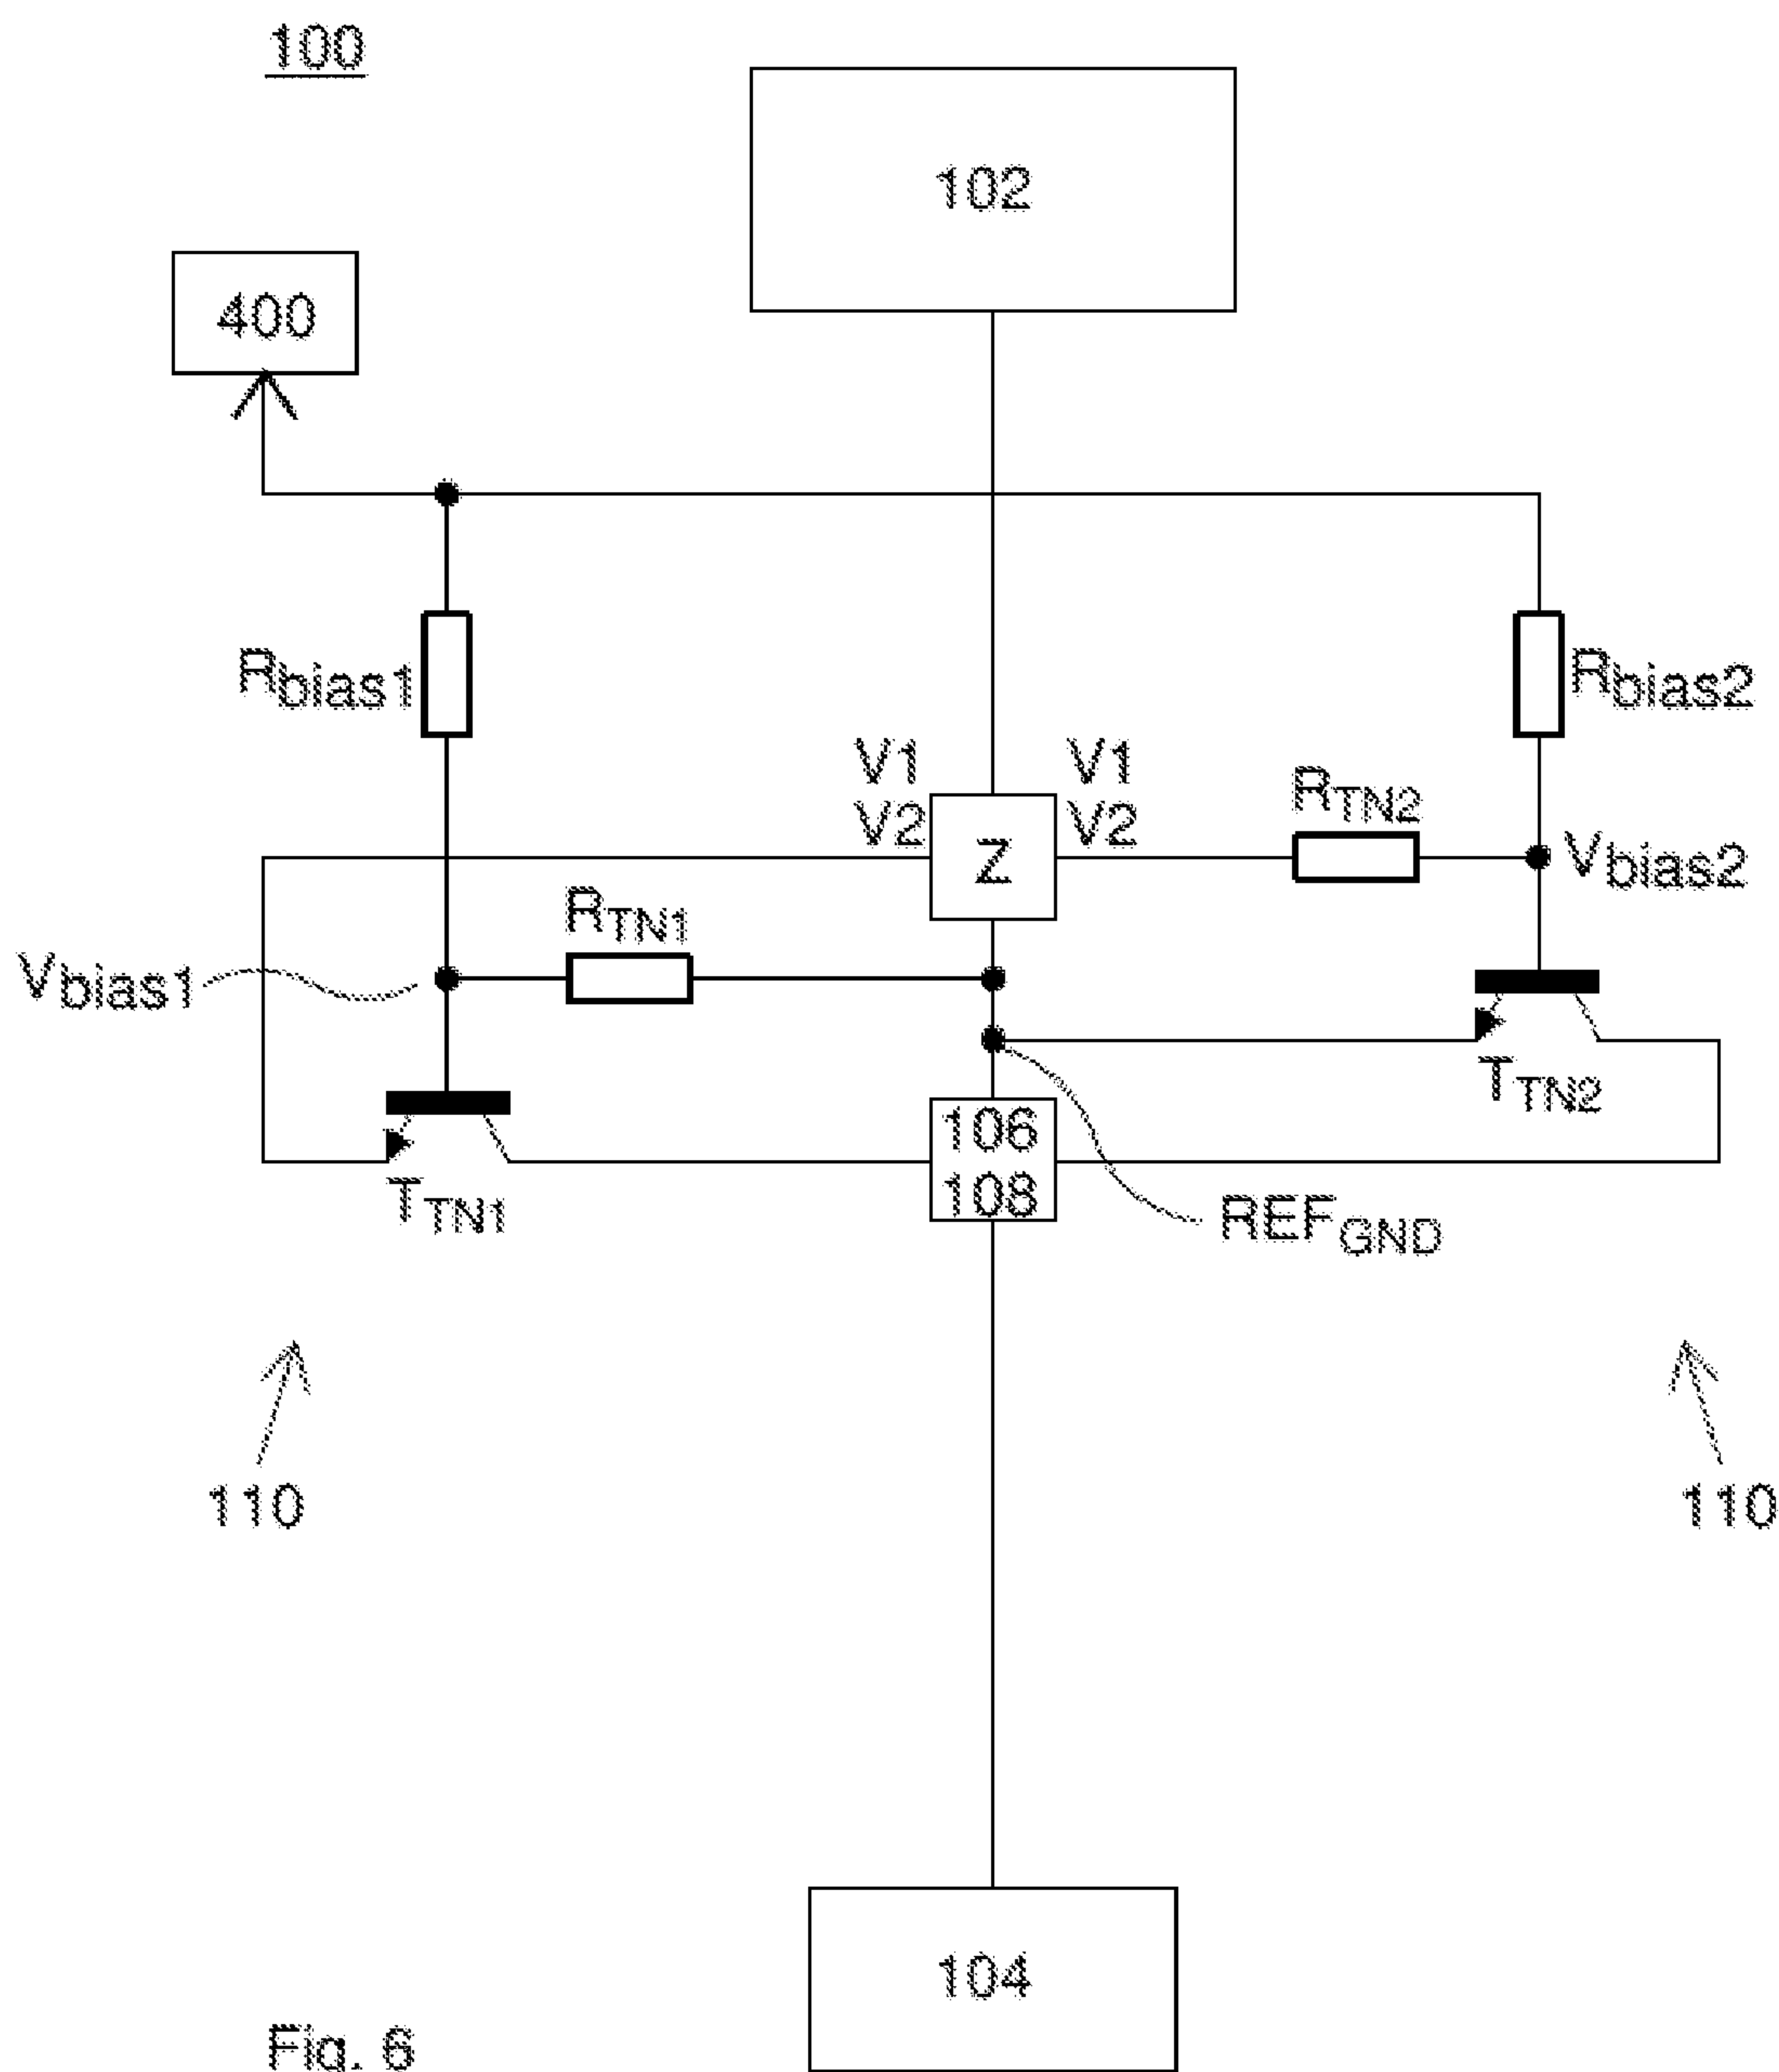 100
102
400
Rbias1
Rbias2
V1
V2
V1
V2
Z
RTN2
Vbias2
RTN1
Vbias1
TTN2
106
108
TTN1
REFGND
110
110
104
Fig. 6